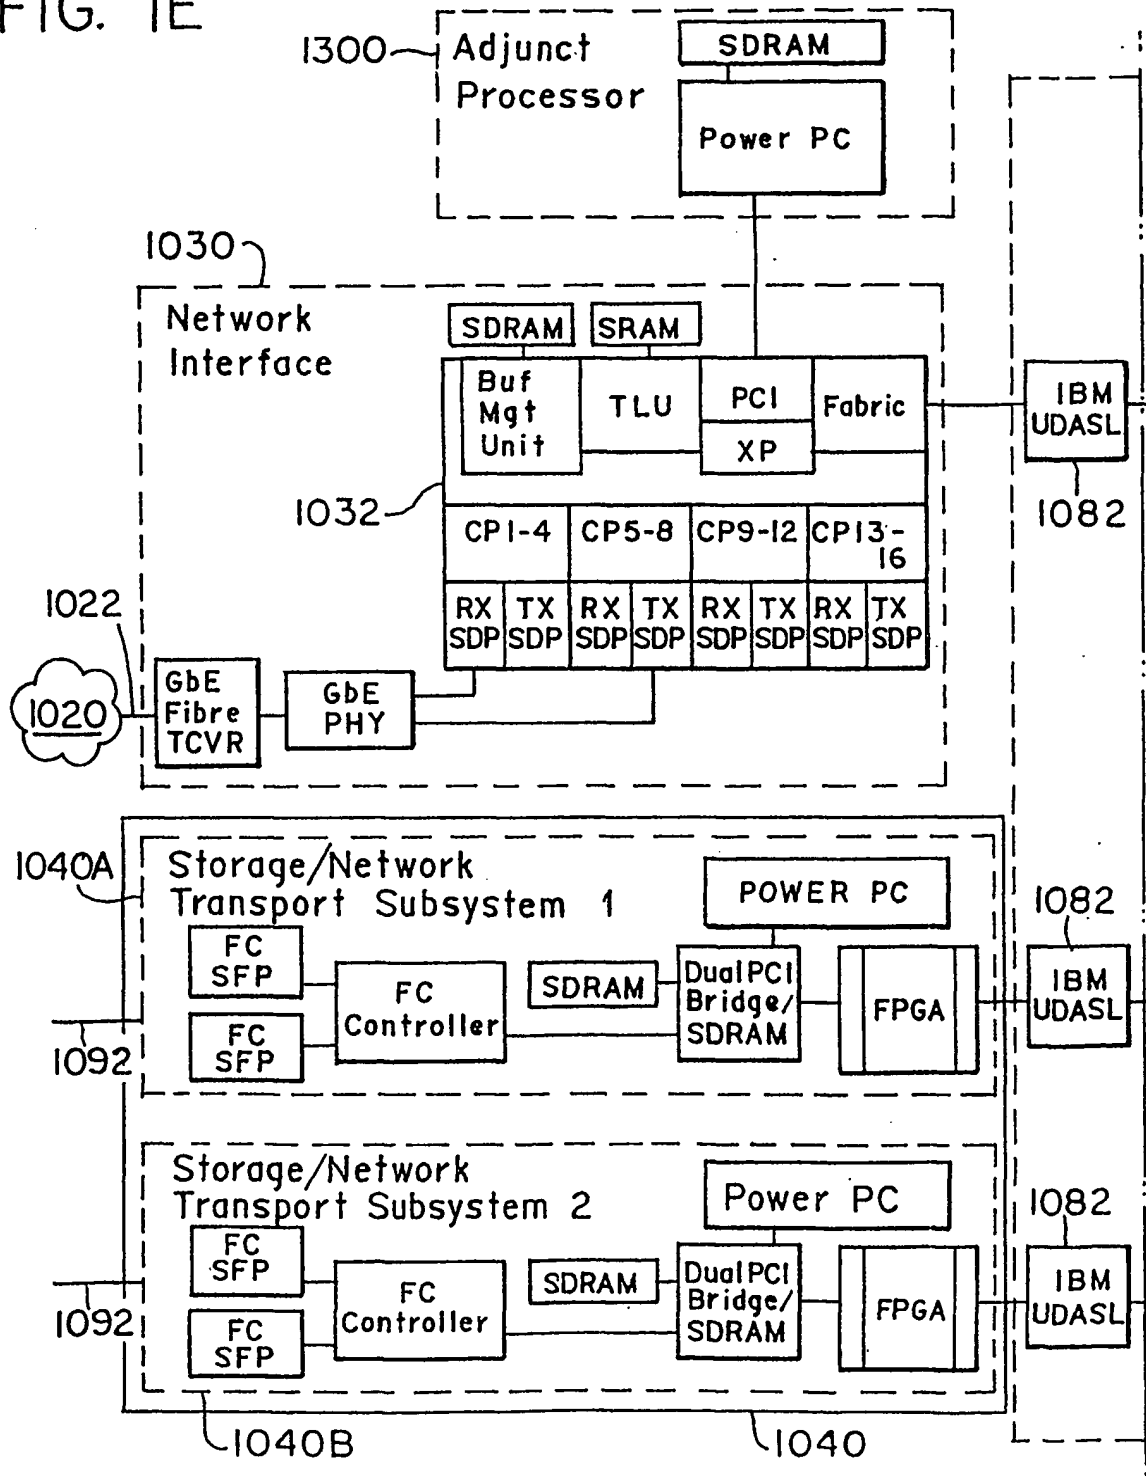 FIG. 1E
1300
Adjunct
Processor
SDRAM
Power PC
1030
Network
Interface
SDRAM
SRAM
Buf
Mgt
Unit
TLU
PCI
XP
Fabric
IBM
UDASL
1082
1032
CP1-4
CP5-8
CP9-12
CP13-
16
RX
SDP
TX
SDP
RX
SDP
TX
SDP
RX
SDP
TX
SDP
RX
SDP
TX
SDP
1022
1020
GbE
Fibre
TCVR
GbE
PHY
1040A
Storage/Network
Transport Subsystem 1
POWER PC
1082
FC
SFP
FC
SFP
FC
Controller
SDRAM
Dual PCI
Bridge/
SDRAM
FPGA
IBM
UDASL
1092
Storage/Network
Transport Subsystem 2
Power PC
1082
FC
SFP
FC
SFP
FC
Controller
SDRAM
Dual PCI
Bridge/
SDRAM
FPGA
IBM
UDASL
1092
1040B
1040